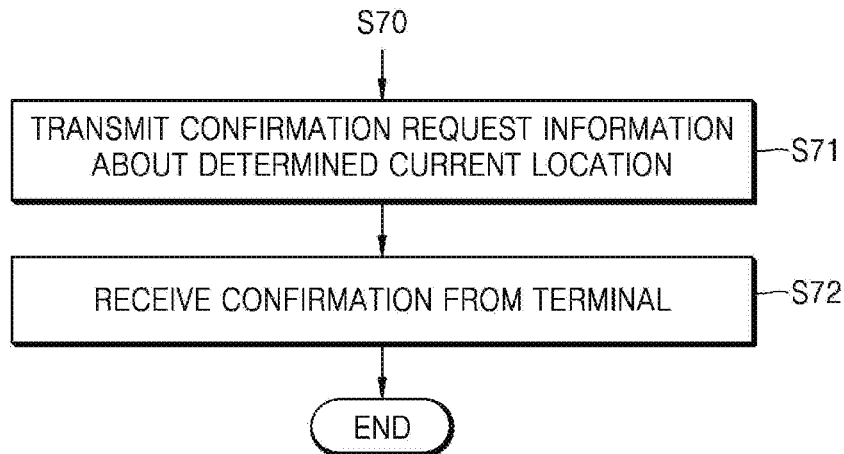 S70
TRANSMIT CONFIRMATION REQUEST INFORMATION
ABOUT DETERMINED CURRENT LOCATION
S71
RECEIVE CONFIRMATION FROM TERMINAL
S72
END